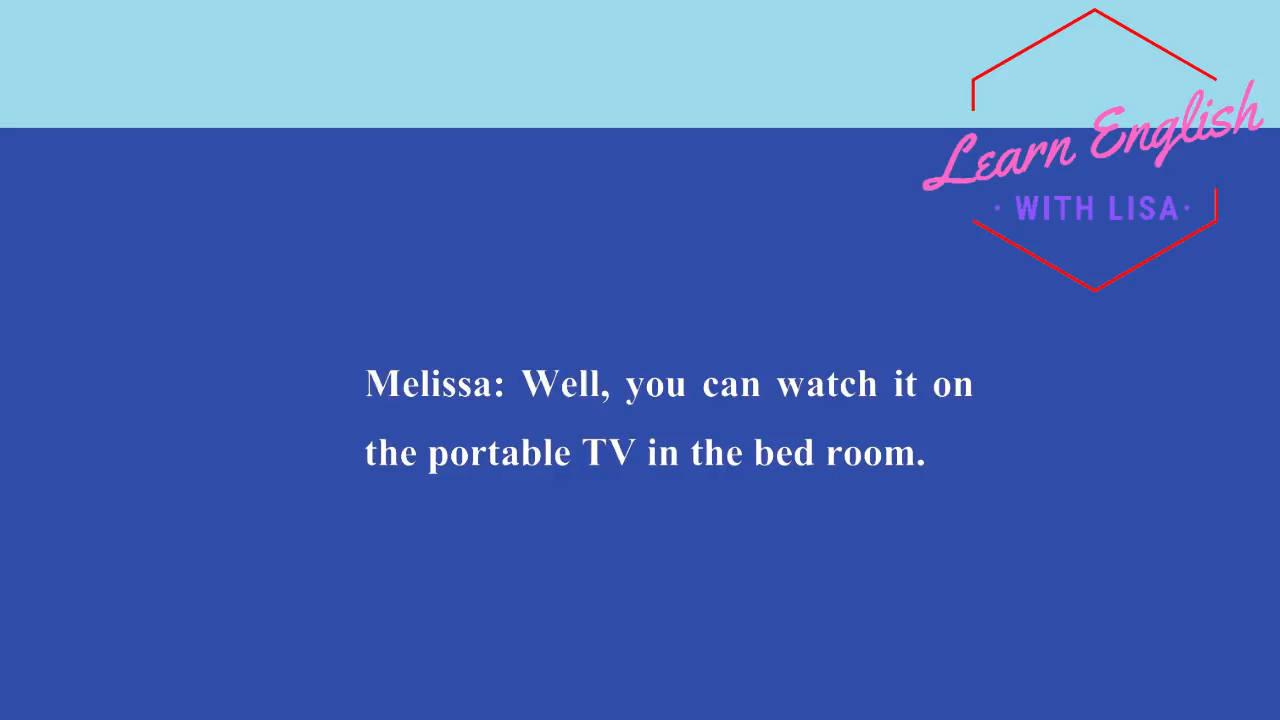 Learn English
· WITH LISA·
Melissa: Well, you can watch it on
the portable TV in the bed room.